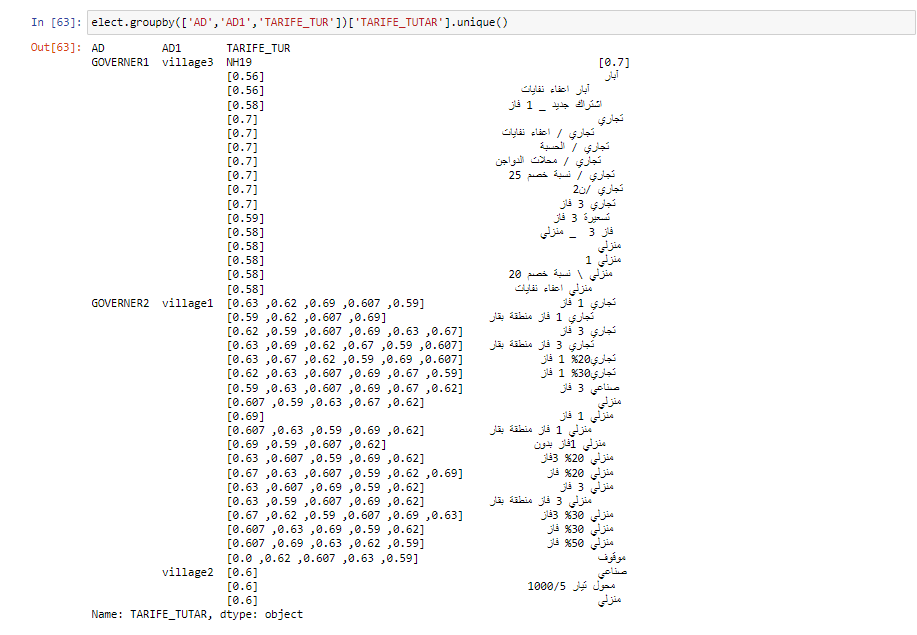 In [63]: elect.groupby(['AD','AD1','TARIFE_TUR'])['TARIFE_TUTAR'].unique()
Out[63]: AD AD1 TARIFE_TUR
GOVERNER1 village3 NH19 [0.7]
[0.56] آبار
[0.56] آبار اعفاء نفايات
[0.58] اشتراك جديد _ 1 فاز
[0.7] تجاري
[0.7] تجاري / اعفاء نفايات
[0.7] تجاري / الحسبة
[0.7] تجاري / محلات الدواجن
[0.7] تجاري / نسبة خصم 25
[0.7] تجاري /ن2
[0.7] تجاري 3 فاز
[0.59] تسعيرة 3 فاز
[0.58] فاز 3 _ منزلي
[0.58] منزلي
[0.58] منزلي 1
[0.58] منزلي \ نسبة خصم 20
[0.58] منزلي اعفاء نفايات
GOVERNER2 village1 [0.63 ,0.62 ,0.69 ,0.607 ,0.59] تجاري 1 فاز
[0.59 ,0.62 ,0.607 ,0.69] تجاري 1 فاز منطقة بقار
[0.62 ,0.59 ,0.607 ,0.69 ,0.63 ,0.67] تجاري 3 فاز
[0.63 ,0.69 ,0.62 ,0.67 ,0.59 ,0.607] تجاري 3 فاز منطقة بقار
[0.63 ,0.67 ,0.62 ,0.59 ,0.69 ,0.607] تجاري20% 1 فاز
[0.62 ,0.63 ,0.607 ,0.69 ,0.67 ,0.59] تجاري30% 1 فاز
[0.59 ,0.63 ,0.607 ,0.69 ,0.67 ,0.62] صناعي 3 فاز
[0.607 ,0.59 ,0.63 ,0.67 ,0.62] منزلي
[0.69] منزلي 1 فاز
[0.607 ,0.63 ,0.59 ,0.69 ,0.62] منزلي 1 فاز منطقة بقار
[0.69 ,0.59 ,0.607 ,0.62] منزلي 1فاز بدون
[0.63 ,0.607 ,0.59 ,0.69 ,0.62] منزلي 20% 3فاز
[0.67 ,0.63 ,0.607 ,0.59 ,0.62 ,0.69] منزلي 20% فاز
[0.63 ,0.607 ,0.69 ,0.59 ,0.62] منزلي 3 فاز
[0.63 ,0.59 ,0.607 ,0.69 ,0.62] منزلي 3 فاز منطقة بقار
[0.67 ,0.62 ,0.59 ,0.607 ,0.69 ,0.63] منزلي 30% 3فاز
[0.607 ,0.63 ,0.69 ,0.59 ,0.62] منزلي 30% فاز
[0.607 ,0.69 ,0.63 ,0.62 ,0.59] منزلي 50% فاز
[0.0 ,0.62 ,0.607 ,0.63 ,0.59] موقوف
village2 [0.6] صناعي
[0.6] محول تيار 1000/5
[0.6] منزلي
Name: TARIFE_TUTAR, dtype: object